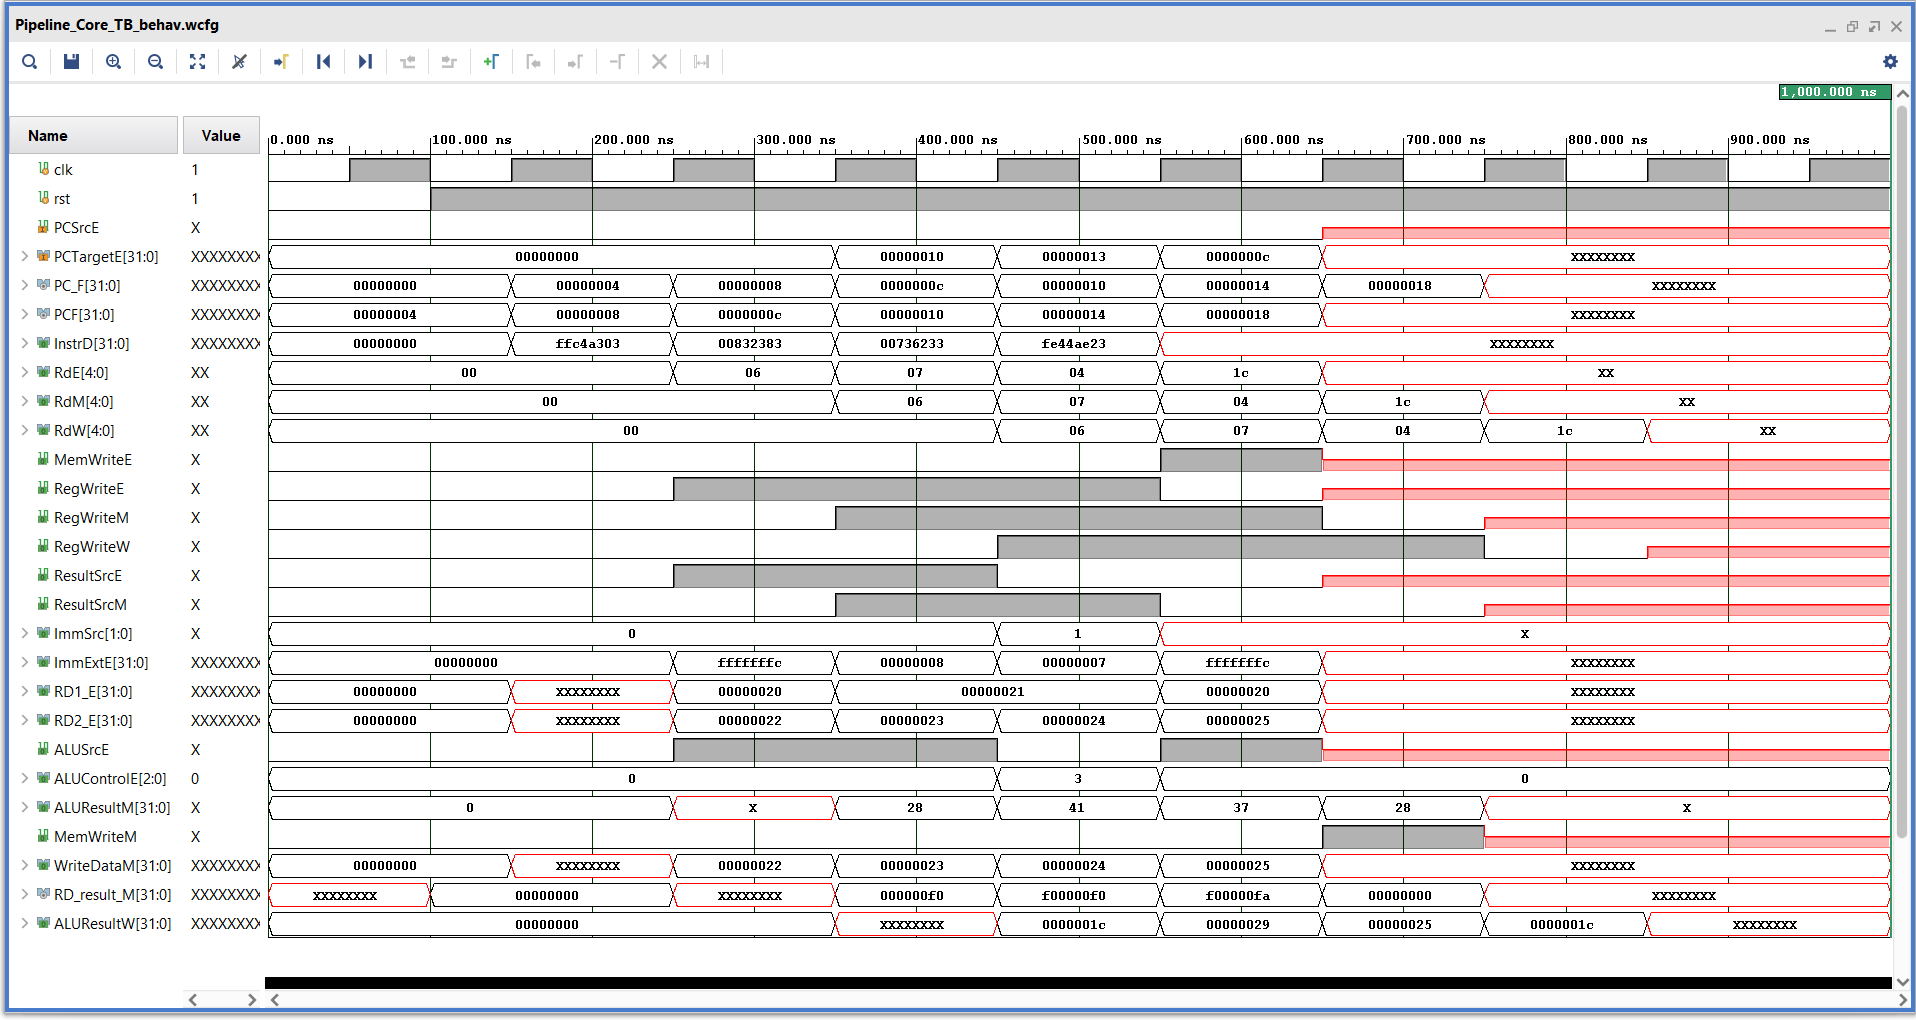 Pipeline_Core_TB_behav.wcfg
1,000.000 ns
Name Value 0.000 ns 100.000 ns 200.000 ns 300.000 ns 400.000 ns 500.000 ns 600.000 ns 700.000 ns 800.000 ns 900.000 ns
clk 1
rst 1
PCSrcE X
PCTargetE[31:0] XXXXXXXX 00000000 00000010 00000013 0000000c XXXXXXXX
PC_F[31:0] XXXXXXXX 00000000 00000004 00000008 0000000c 00000010 00000014 00000018 XXXXXXXX
PCF[31:0] XXXXXXXX 00000004 00000008 0000000c 00000010 00000014 00000018 XXXXXXXX
InstrD[31:0] XXXXXXXX 00000000 ffc4a303 00832383 00736233 fe44ae23 XXXXXXXX
RdE[4:0] XX 00 06 07 04 1c XX
RdM[4:0] XX 00 06 07 04 1c XX
RdW[4:0] XX 00 06 07 04 1c XX
MemWriteE X
RegWriteE X
RegWriteM X
RegWriteW X
ResultSrcE X
ResultSrcM X
ImmSrc[1:0] X 0 1 X
ImmExtE[31:0] XXXXXXXX 00000000 fffffffc 00000008 00000007 fffffffc XXXXXXXX
RD1_E[31:0] XXXXXXXX 00000000 XXXXXXXX 00000020 00000021 00000020 XXXXXXXX
RD2_E[31:0] XXXXXXXX 00000000 XXXXXXXX 00000022 00000023 00000024 00000025 XXXXXXXX
ALUSrcE X
ALUControlE[2:0] 0 0 3 0
ALUResultM[31:0] X 0 X 28 41 37 28 X
MemWriteM X
WriteDataM[31:0] XXXXXXXX 00000000 XXXXXXXX 00000022 00000023 00000024 00000025 XXXXXXXX
RD_result_M[31:0] XXXXXXXX XXXXXXXX 00000000 XXXXXXXX 000000f0 f00000f0 f00000fa 00000000 XXXXXXXX
ALUResultW[31:0] XXXXXXXX 00000000 XXXXXXXX 0000001c 00000029 00000025 0000001c XXXXXXXX